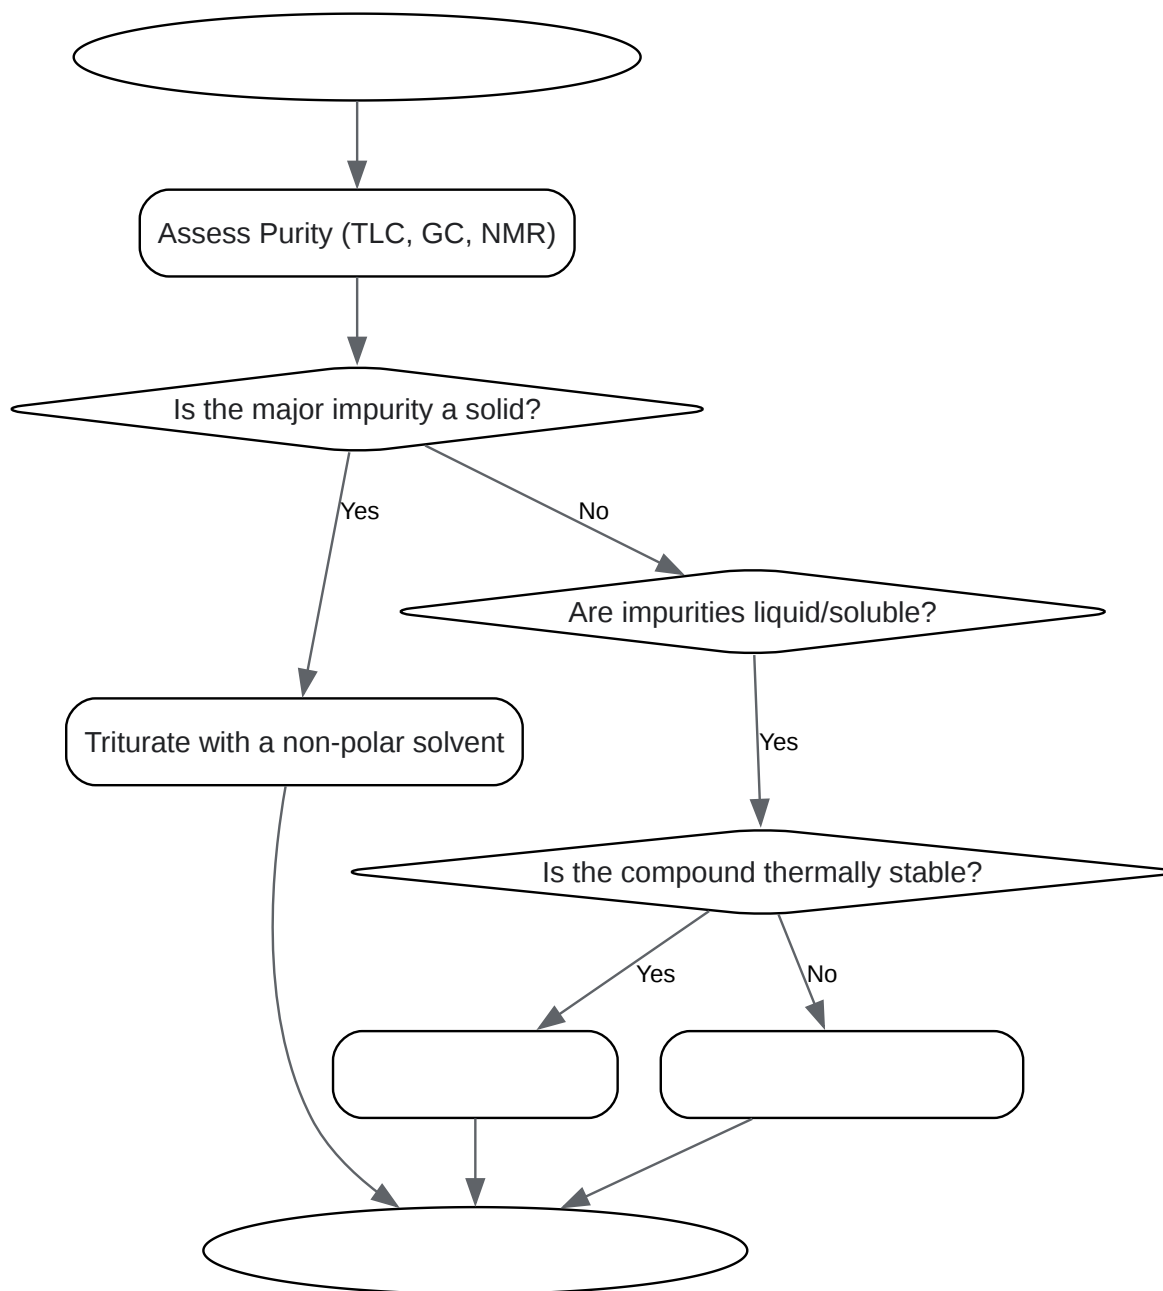 Assess Purity (TLC, GC, NMR)
Is the major impurity a solid?
Yes
No
Are impurities liquid/soluble?
Triturate with a non-polar solvent
Yes
Is the compound thermally stable?
Yes
No